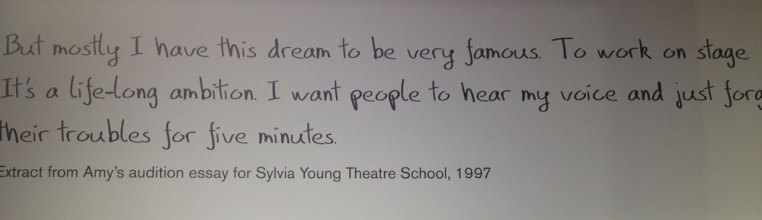 But mostly I have this dream to be very famous. To work on stage
It's a life-long ambition. I want people to hear my voice and just
their troubles for five minutes.
Extract from Amy's audition essay for Sylvia Young Theatre School, 1997